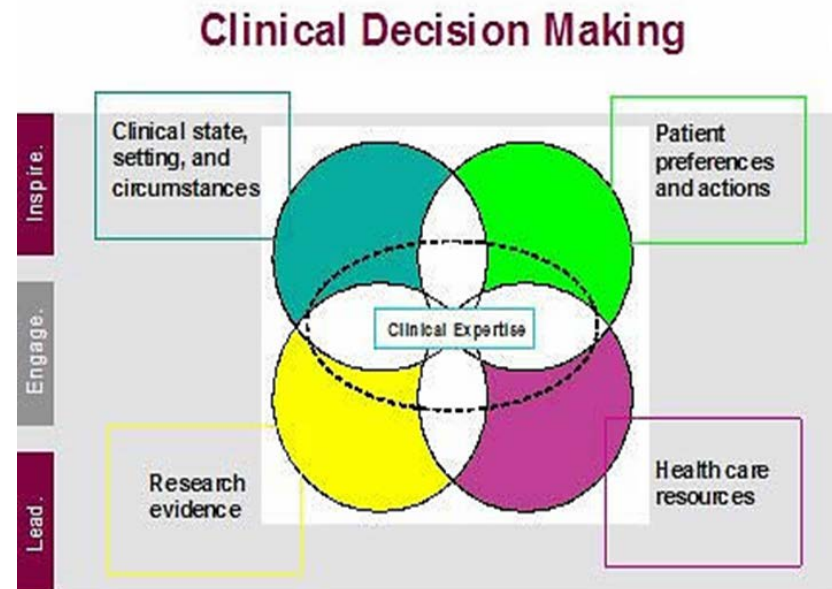 Clinical Decision Making
Inspire.
Engage.
Lead.
Clinical state,
setting, and
circumstances
Patient
preferences
and actions
Clinical Expertise
Research
evidence
Health care
resources